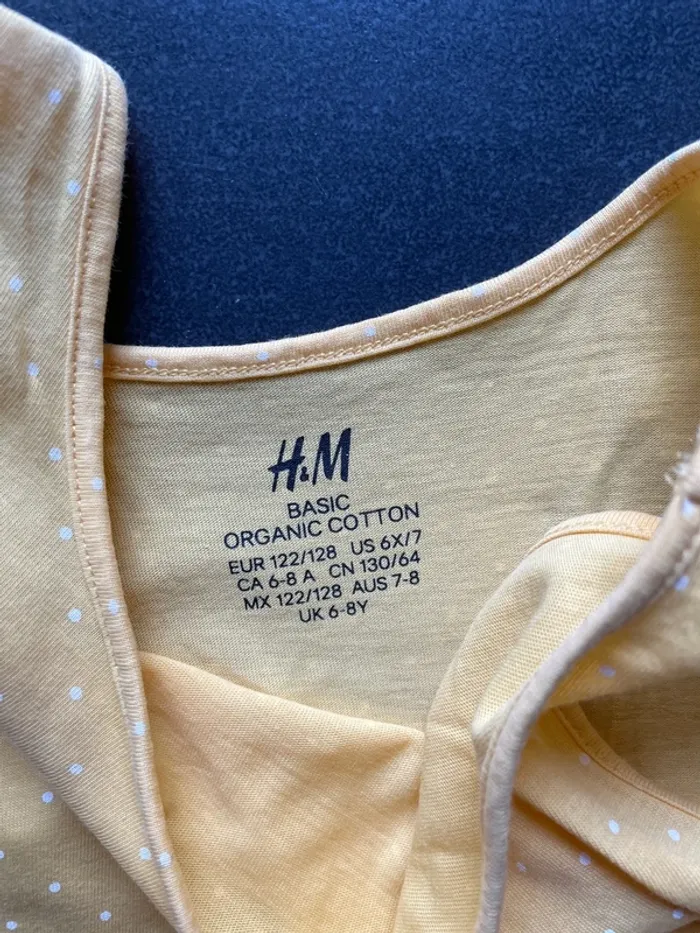 H&M
BASIC
ORGANIC COTTON
EUR 122/128 US 6X/7
CA 6-8 A CN 130/64
MX 122/128 AUS 7-8
UK 6-8Y